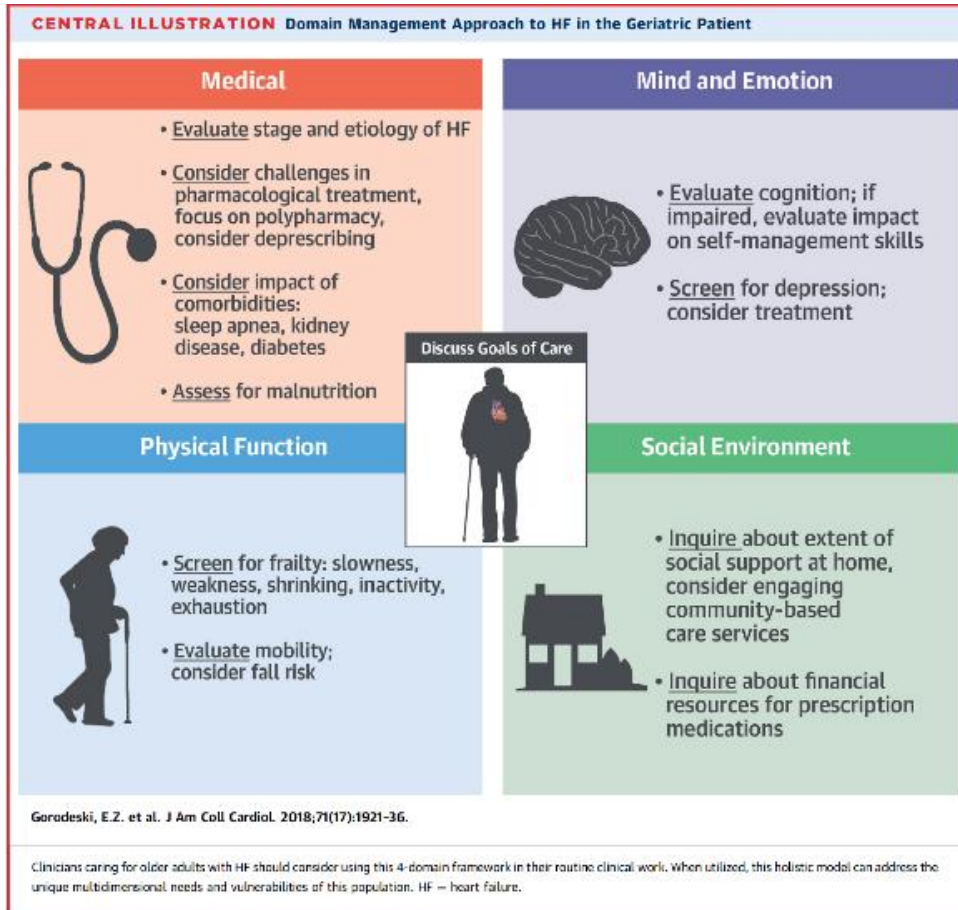 CENTRAL ILLUSTRATION Domain Management Approach to HF in the Geriatric Patient
Medical
• Evaluate stage and etiology of HF
• Consider challenges in
pharmacological treatment,
focus on polypharmacy,
consider deprescribing
• Consider impact of
comorbidities:
sleep apnea, kidney
disease, diabetes
• Assess for malnutrition
Mind and Emotion
• Evaluate cognition; if
impaired, evaluate impact
on self-management skills
• Screen for depression;
consider treatment
Discuss Goals of Care
Physical Function
• Screen for frailty: slowness,
weakness, shrinking, inactivity,
exhaustion
• Evaluate mobility;
consider fall risk
Social Environment
• Inquire about extent of
social support at home,
consider engaging
community-based
care services
• Inquire about financial
resources for prescription
medications
Gorodeski, E.Z. et al. J Am Coll Cardiol. 2018;71(17):1921–36.
Clinicians caring for older adults with HF should consider using this 4-domain framework in their routine clinical work. When utilized, this holistic model can address the
unique multidimensional needs and vulnerabilities of this population. HF = heart failure.